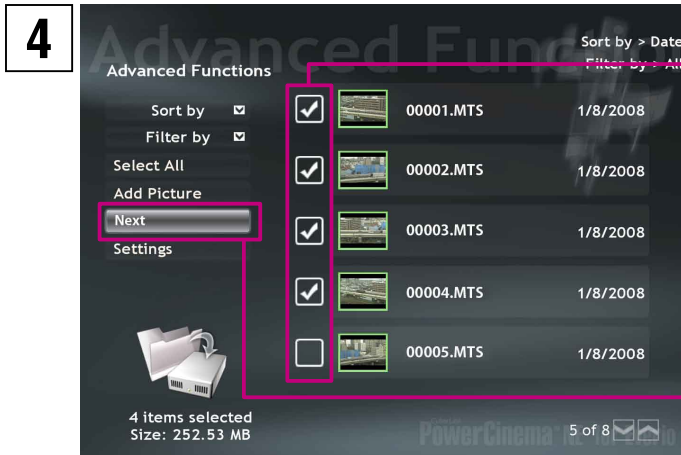 4
Advanced Func
Sort by > Date
Filter by > All
Advanced Functions
Sort by
Filter by
Select All
Add Picture
Next
Settings
00001.MTS 1/8/2008
00002.MTS 1/8/2008
00003.MTS 1/8/2008
00004.MTS 1/8/2008
00005.MTS 1/8/2008
4 items selected
Size: 252.53 MB
PowerCinema
5 of 8